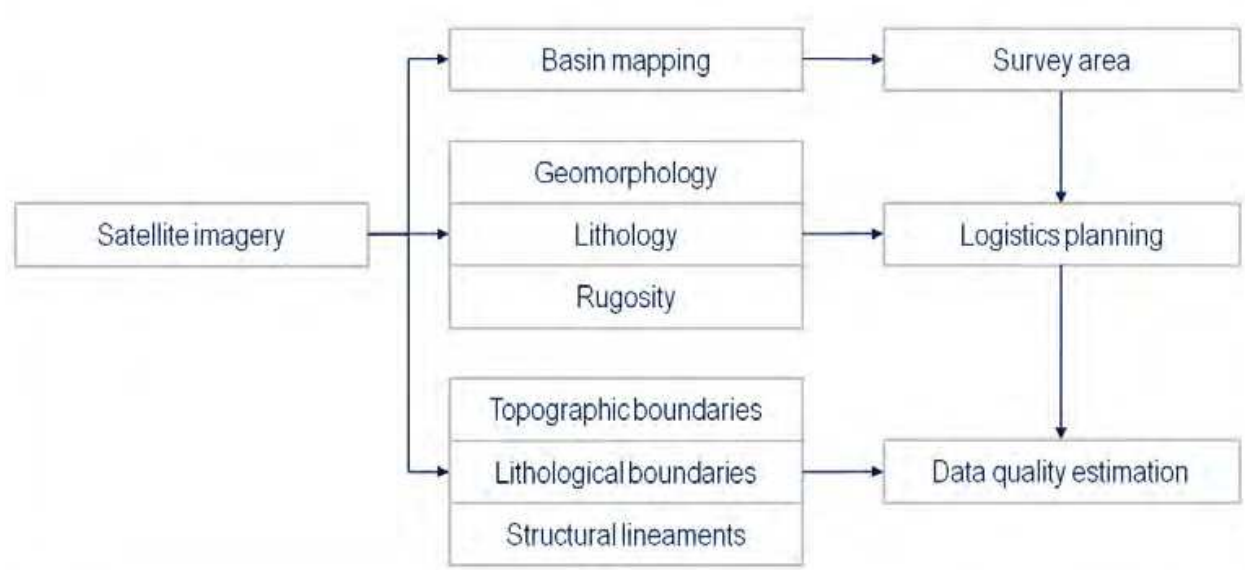 Basin mapping
Survey area
Geomorphology
Satellite imagery
Lithology
Logistics planning
Rugosity
Topographic boundaries
Lithological boundaries
Data quality estimation
Structural lineaments